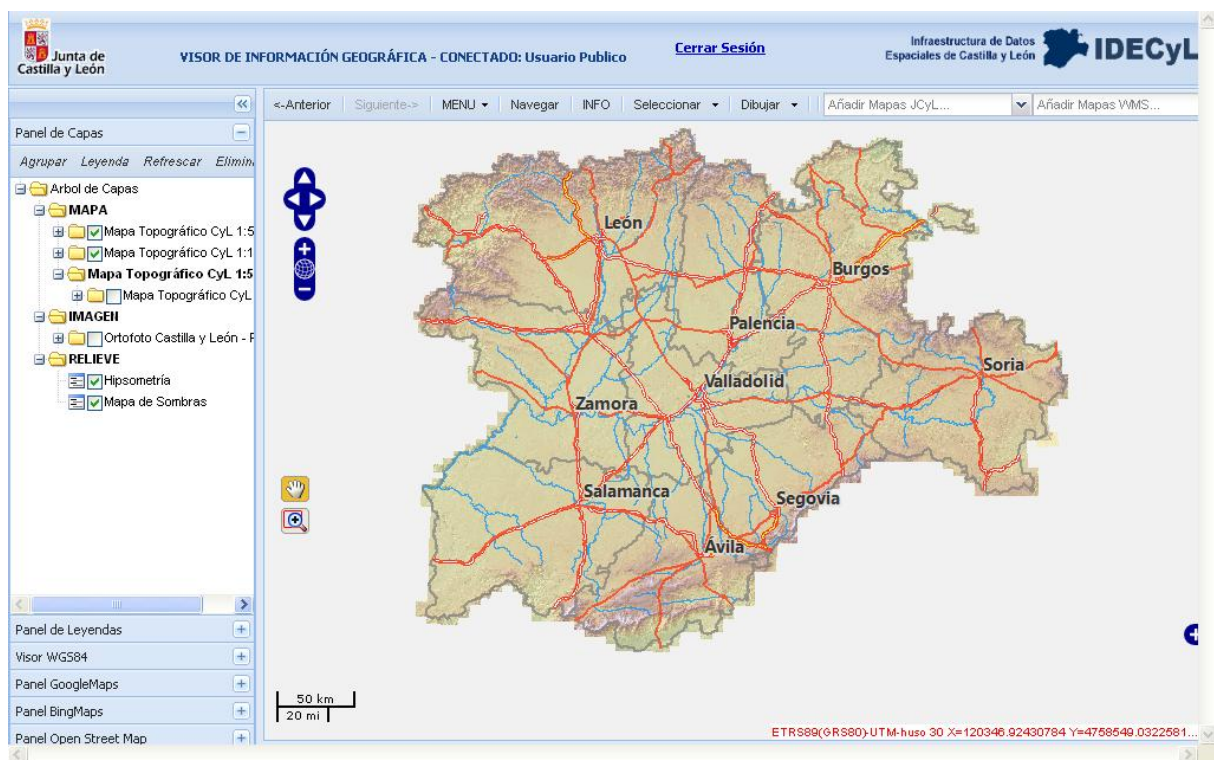 Junta de
Castilla y León
VISOR DE INFORMACIÓN GEOGRÁFICA - CONECTADO: Usuario Publico
Cerrar Sesión
Infraestructura de Datos
Espaciales de Castilla y León
IDECyL
<-Anterior
Siguiente->
MENU
Navegar
INFO
Seleccionar
Dibujar
Añadir Mapas JCyL...
Añadir Mapas WMS...
Panel de Capas
Agrupar Leyenda Refrescar Elimin
Arbol de Capas
MAPA
Mapa Topográfico CyL 1:5
Mapa Topográfico CyL 1:1
Mapa Topográfico CyL 1:5
Mapa Topográfico CyL
IMAGEN
Ortofoto Castilla y León - P
RELIEVE
Hipsometría
Mapa de Sombras
León
Burgos
Palencia
Soria
Valladolid
Zamora
Salamanca
Segovia
Ávila
Panel de Leyendas
Visor WGS84
Panel GoogleMaps
Panel BingMaps
Panel Open Street Map
50 km
20 mi
ETRS89(GRS80)-UTM-huso 30 X=120346.92430784 Y=4758549.0322581...